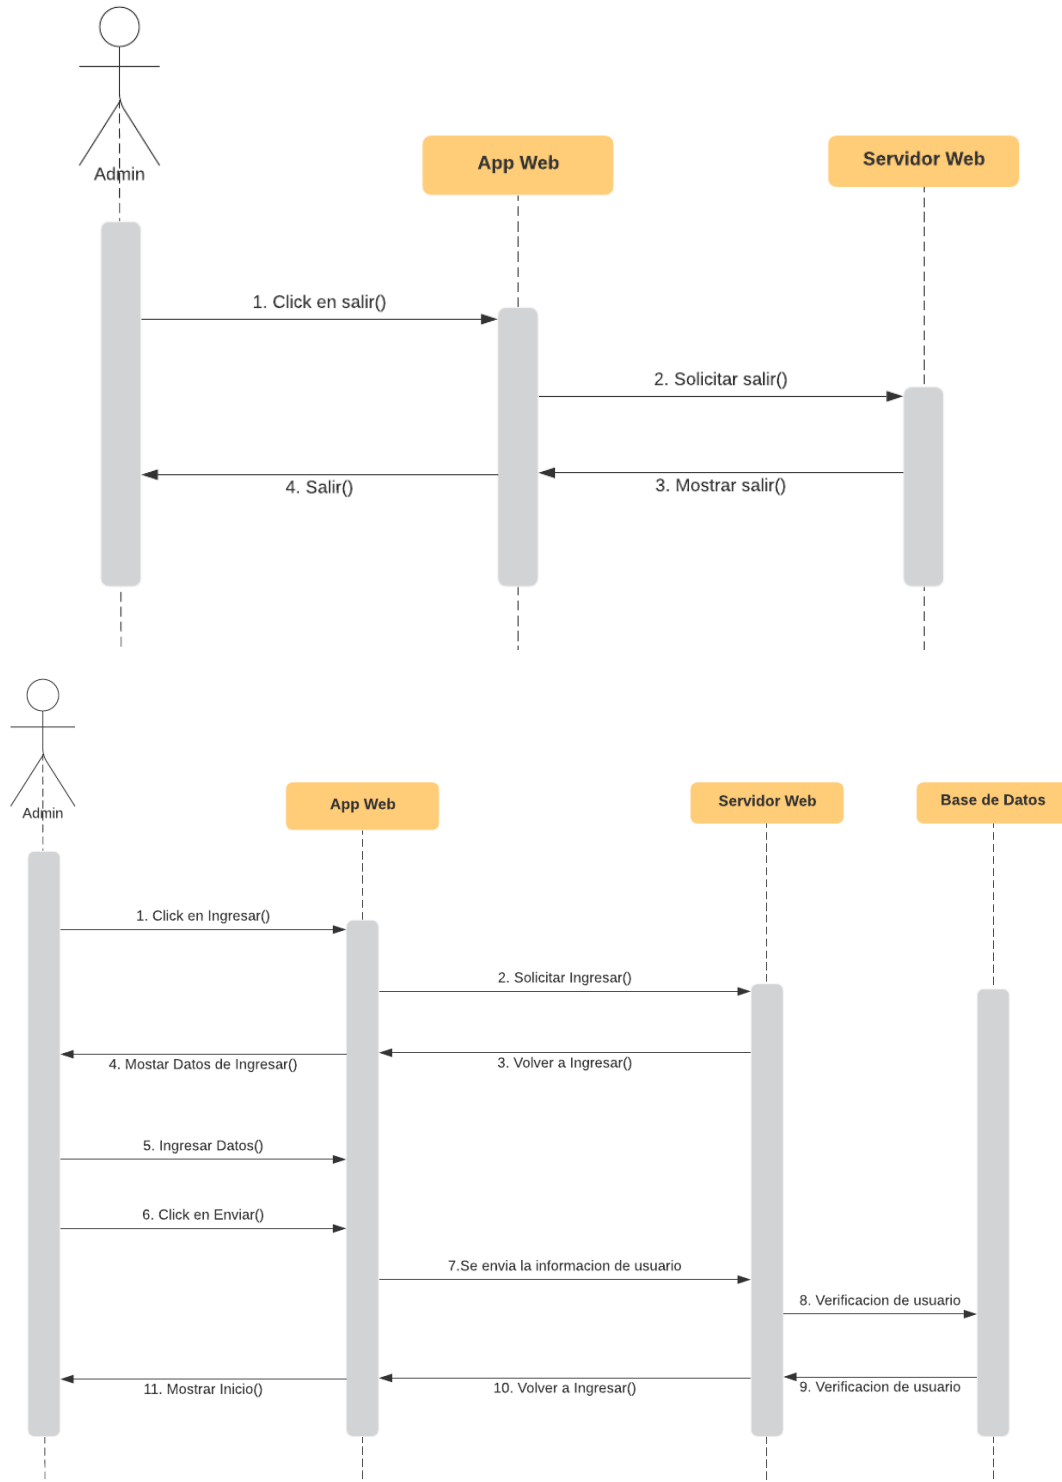 Admin
App Web
Servidor Web
1. Click en salir()
2. Solicitar salir()
4. Salir()
3. Mostrar salir()
Admin
App Web
Servidor Web
Base de Datos
1. Click en Ingresar()
2. Solicitar Ingresar()
4. Mostar Datos de Ingresar()
3. Volver a Ingresar()
5. Ingresar Datos()
6. Click en Enviar()
7.Se envia la informacion de usuario
8. Verificacion de usuario
11. Mostrar Inicio()
10. Volver a Ingresar()
9. Verificacion de usuario